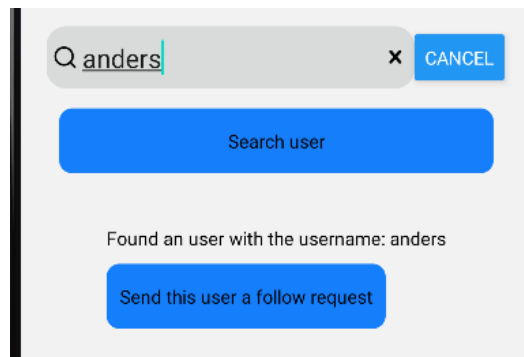 anders
CANCEL
Search user
Found an user with the username: anders
Send this user a follow request